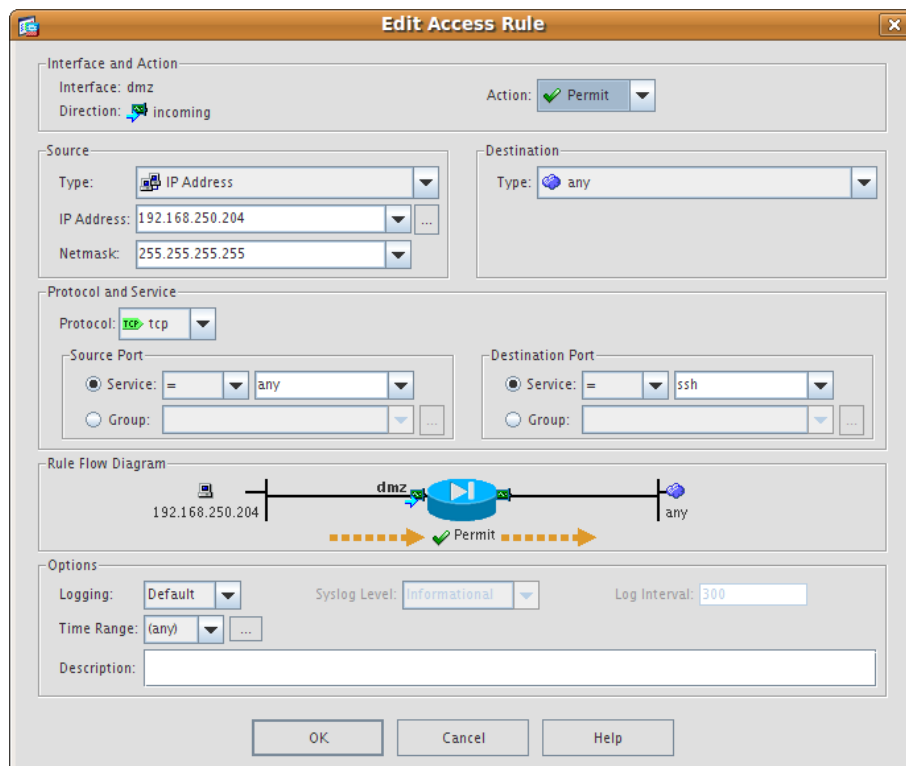 Edit Access Rule
Interface and Action
Interface: dmz
Action: Permit
Direction: incoming
Source
Type: IP Address
IP Address: 192.168.250.204 ...
Netmask: 255.255.255.255
Destination
Type: any
Protocol and Service
Protocol: TCP tcp
Source Port
Service: = any
Group: ...
Destination Port
Service: = ssh
Group: ...
Rule Flow Diagram
dmz
192.168.250.204
any
Permit
Options
Logging: Default Syslog Level: Informational Log Interval: 300
Time Range: (any) ...
Description:
OK Cancel Help